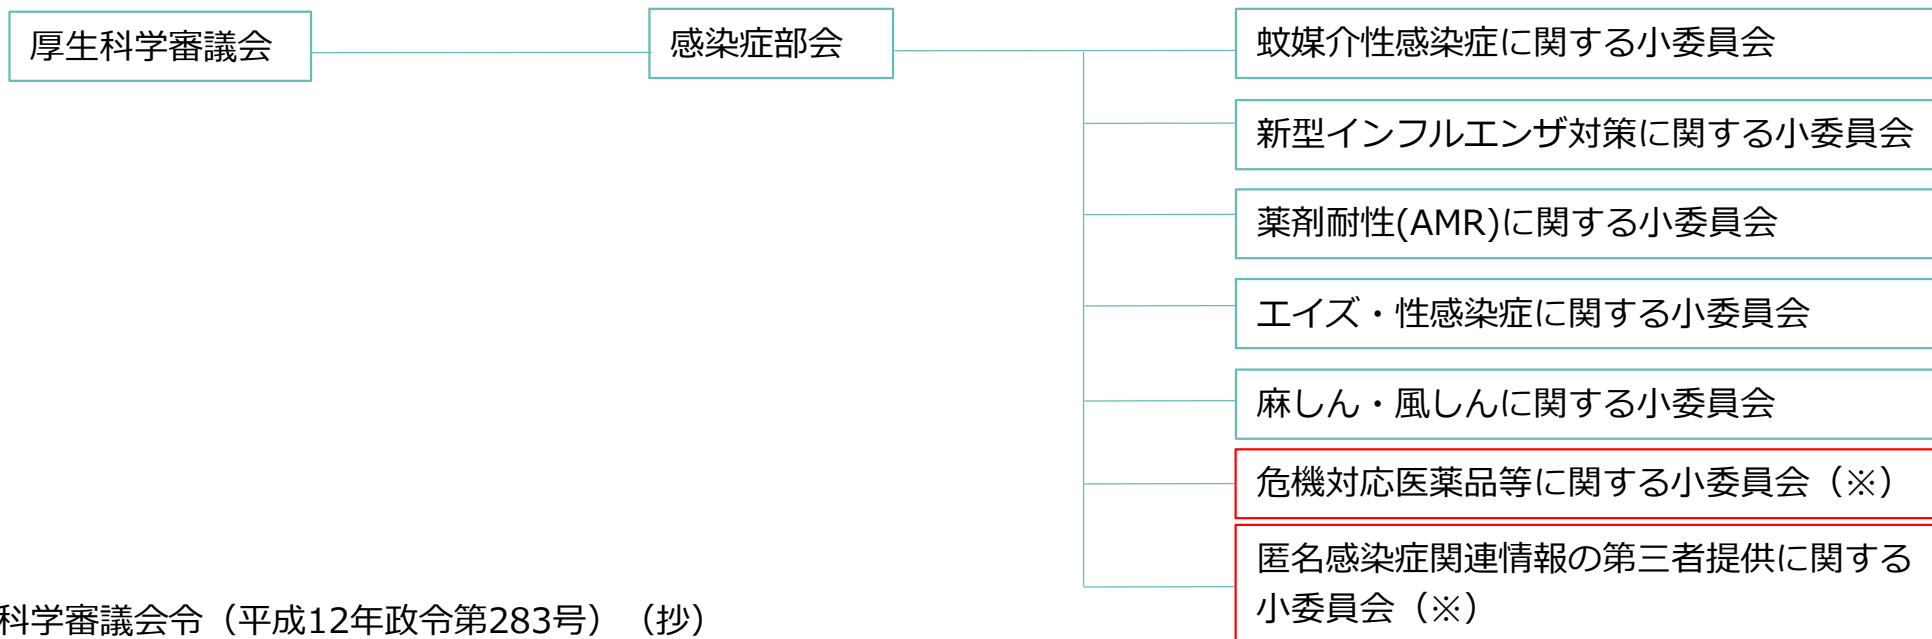 厚生科学審議会
感染症部会
蚊媒介性感染症に関する小委員会
新型インフルエンザ対策に関する小委員会
薬剤耐性(AMR)に関する小委員会
エイズ・性感染症に関する小委員会
麻しん・風しんに関する小委員会
危機対応医薬品等に関する小委員会（※）
匿名感染症関連情報の第三者提供に関する
小委員会（※）
科学審議会令（平成12年政令第283号）（抄）